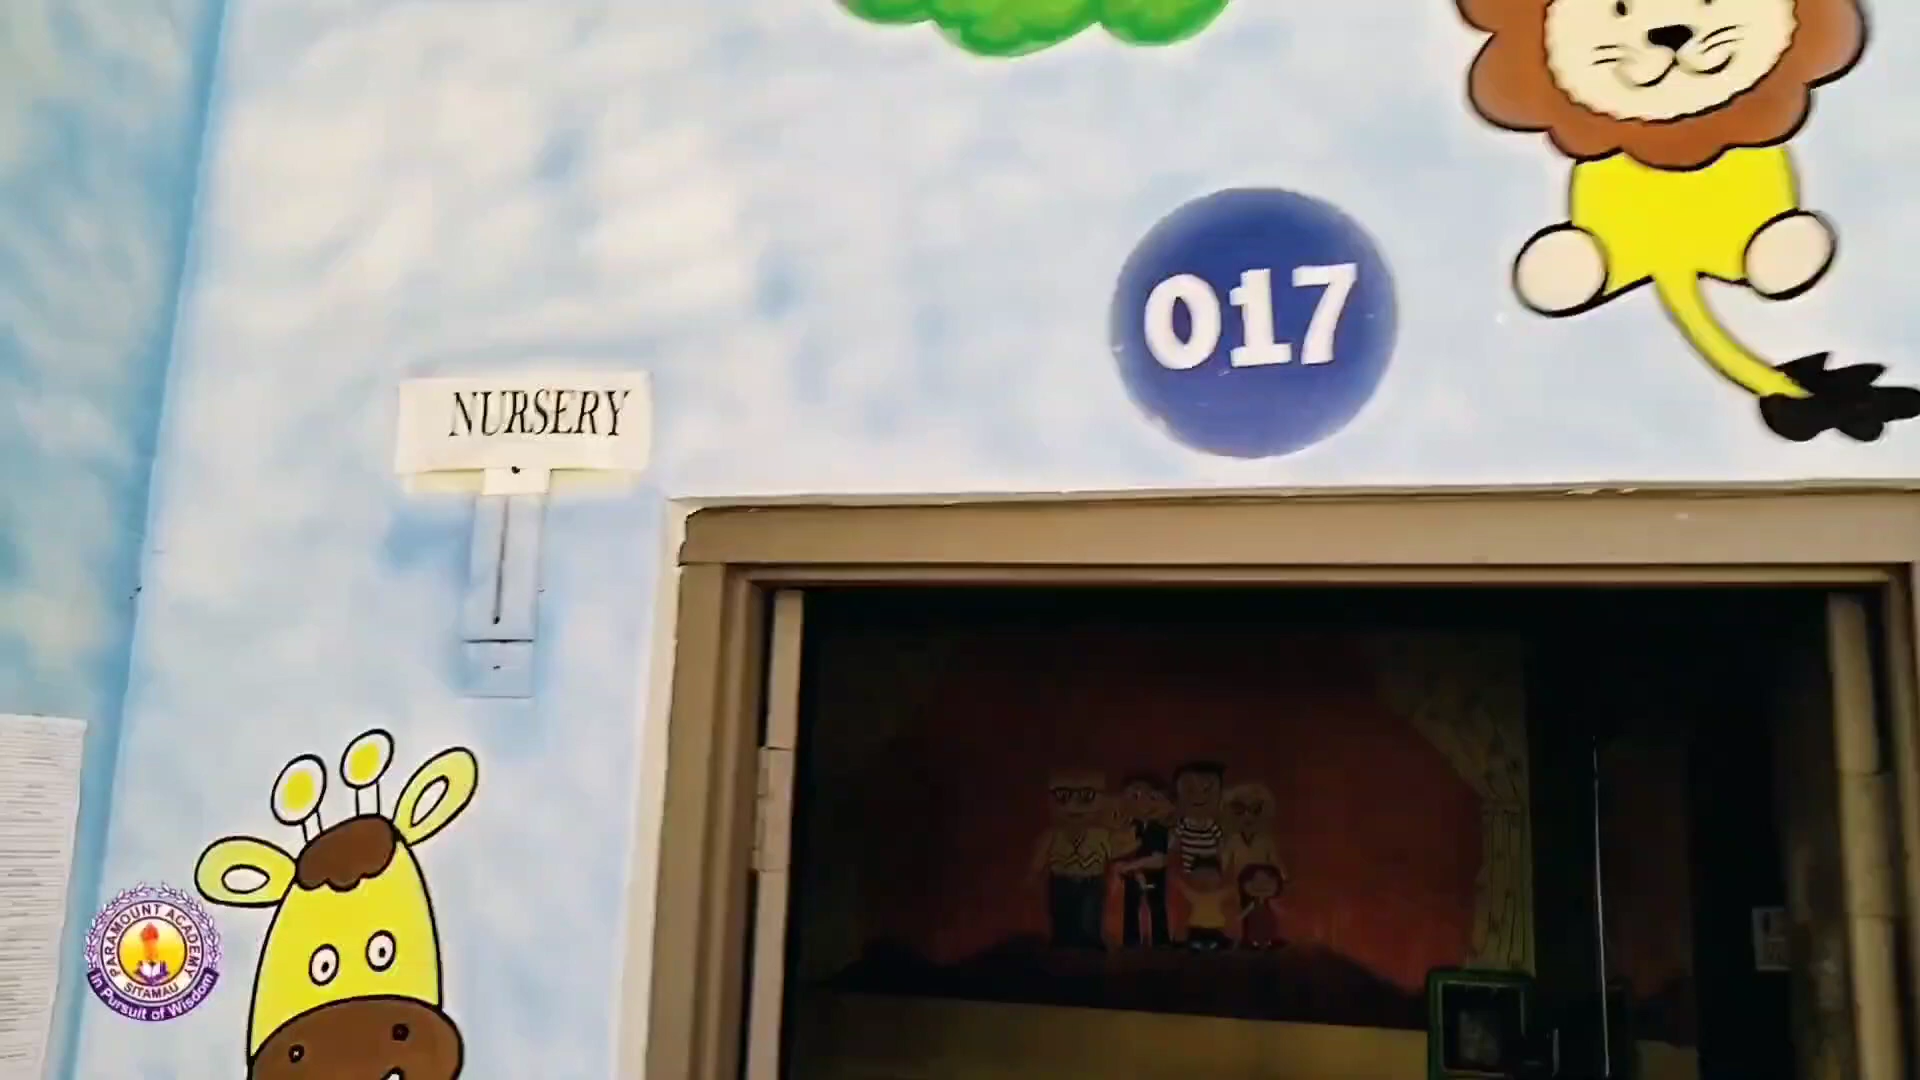 017
NURSERY
PARAMOUNT ACADEMY
SITAMAU
In Pursuit of Wisdom